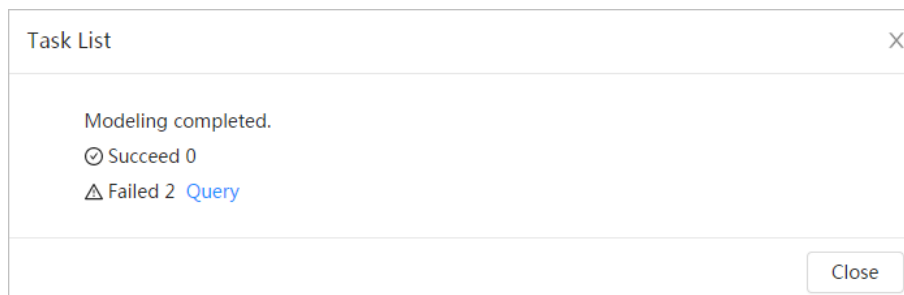 Task List
Modeling completed.
Succeed 0
Failed 2 Query
Close